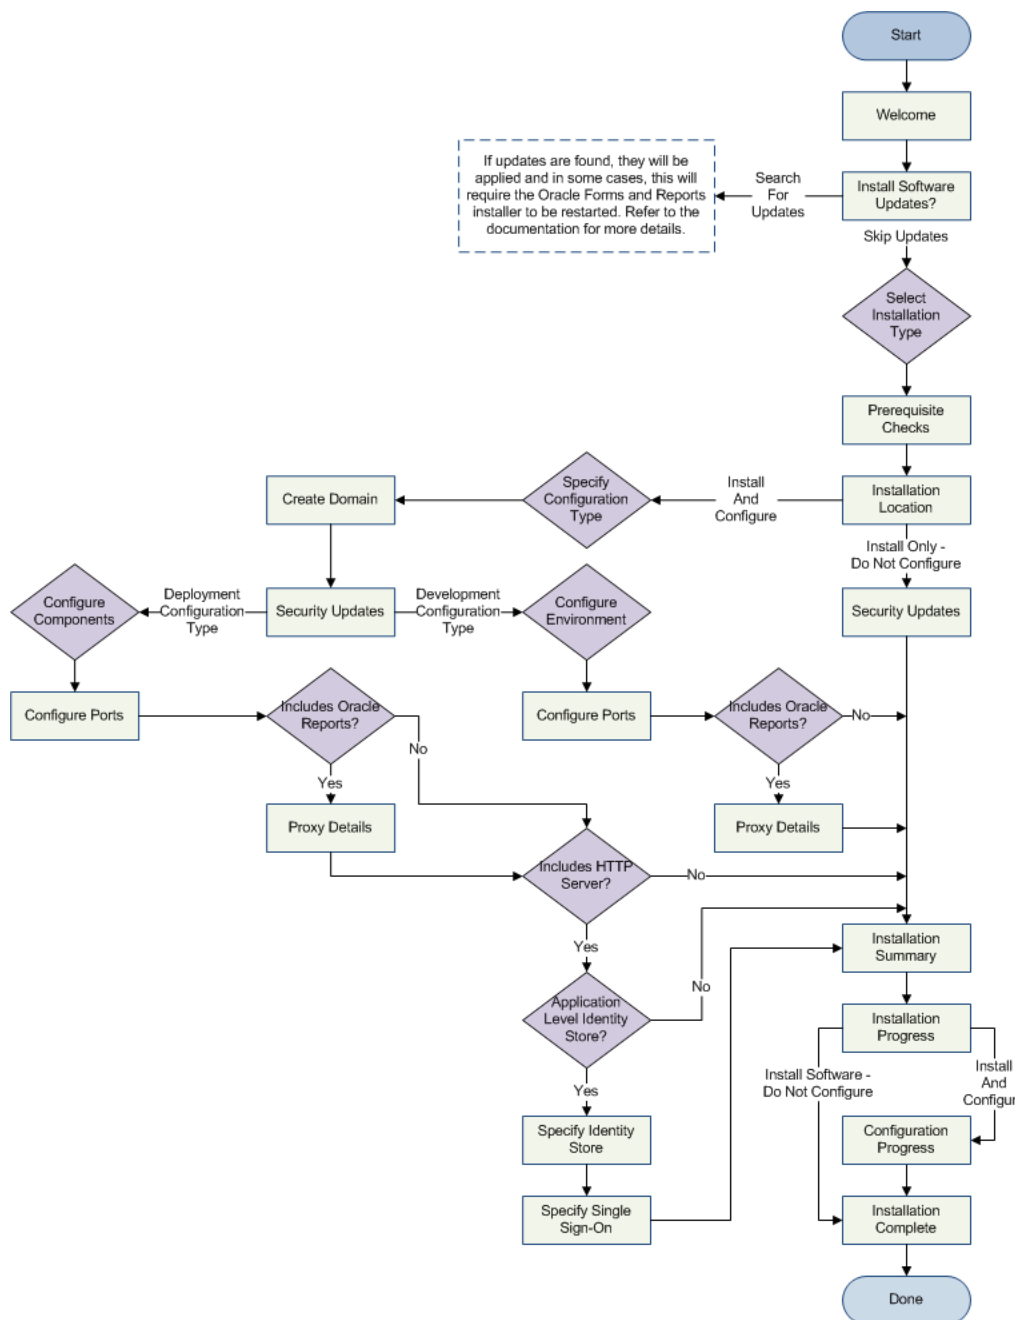 Start
Welcome
If updates are found, they will be
applied and in some cases, this will
require the Oracle Forms and Reports
installer to be restarted. Refer to the
documentation for more details.
Search
For
Updates
Install Software
Updates?
Skip Updates
Select
Installation
Type
Prerequisite
Checks
Create Domain
Specify
Configuration
Type
Install
And
Configure
Installation
Location
Install Only -
Do Not Configure
Configure
Components
Deployment
Configuration
Type
Security Updates
Development
Configuration
Type
Configure
Environment
Security Updates
Configure Ports
Includes Oracle
Reports?
No
Yes
Configure Ports
Includes Oracle
Reports?
No
Yes
Proxy Details
Proxy Details
Includes HTTP
Server?
No
Yes
Installation
Summary
Application
Level Identity
Store?
No
Yes
Installation
Progress
Install Software -
Do Not Configure
Install
And
Configur
Specify Identity
Store
Configuration
Progress
Specify Single
Sign-On
Installation
Complete
Done